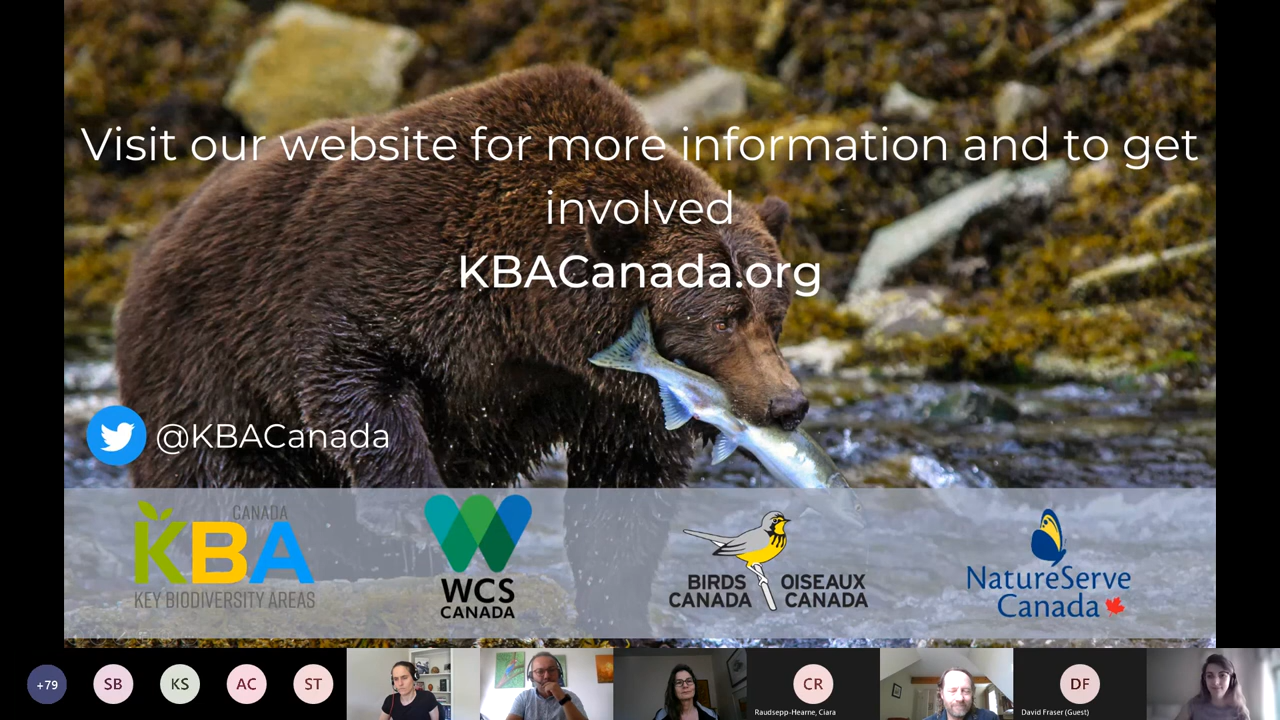 Visit our website for more information and to get
involved
KBACanada.org
@KBACanada
CANADA
KBA
KEY BIODIVERSITY AREAS
WCS
CANADA
BIRDS OISEAUX
CANADA CANADA
NatureServe
Canada
+79
SB
KS
AC
ST
CR
Raudsepp-Hearne, Ciara
DF
David Fraser (Guest)